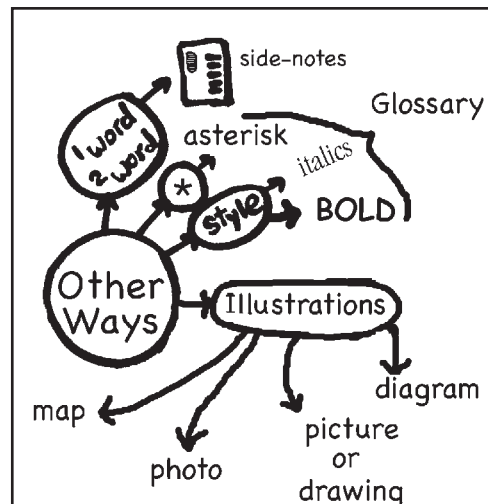 side-notes
Glossary
1 word
2 word
asterisk
*
italics
style
BOLD
Other
Ways
Illustrations
map
diagram
photo
picture
or
drawing